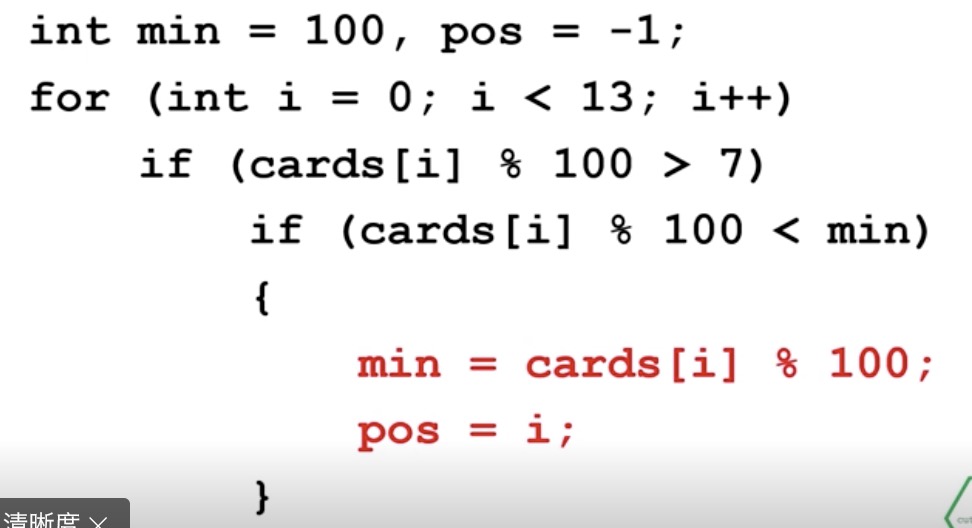 int min = 100, pos = -1;
for (int i = 0; i < 13; i++)
if (cards[i] % 100 > 7)
if (cards[i] % 100 < min)
{
min = cards[i] % 100;
pos = i;
}
清晰度 ×